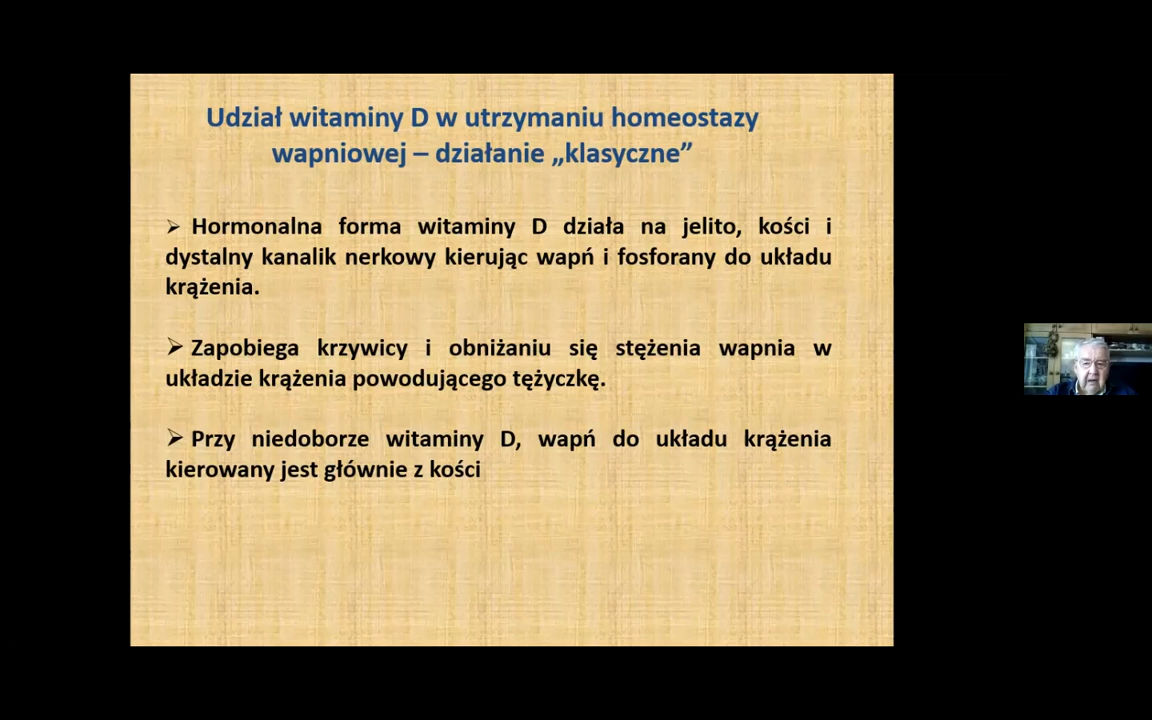 Udział witaminy D w utrzymaniu homeostazy
wapniowej – działanie „klasyczne”
➢ Hormonalna forma witaminy D działa na jelito, kości i
dystalny kanalik nerkowy kierując wapń i fosforany do układu
krążenia.
➢ Zapobiega krzywicy i obniżaniu się stężenia wapnia w
układzie krążenia powodującego tężyczkę.
➢ Przy niedoborze witaminy D, wapń do układu krążenia
kierowany jest głównie z kości